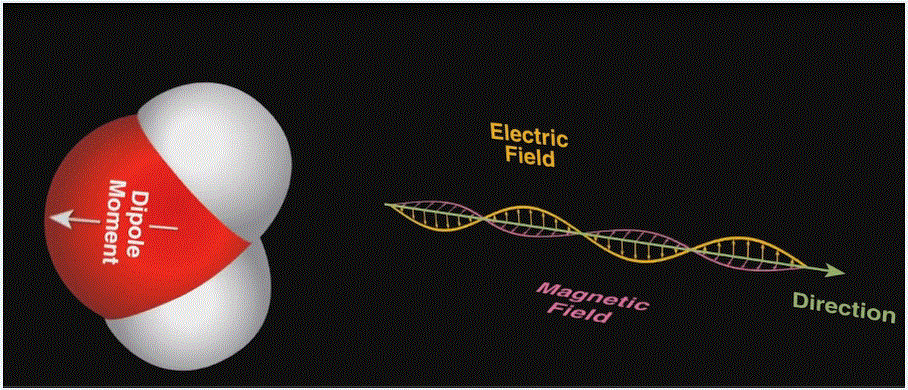 Dipole
Moment
Electric
Field
Magnetic
Field
Direction